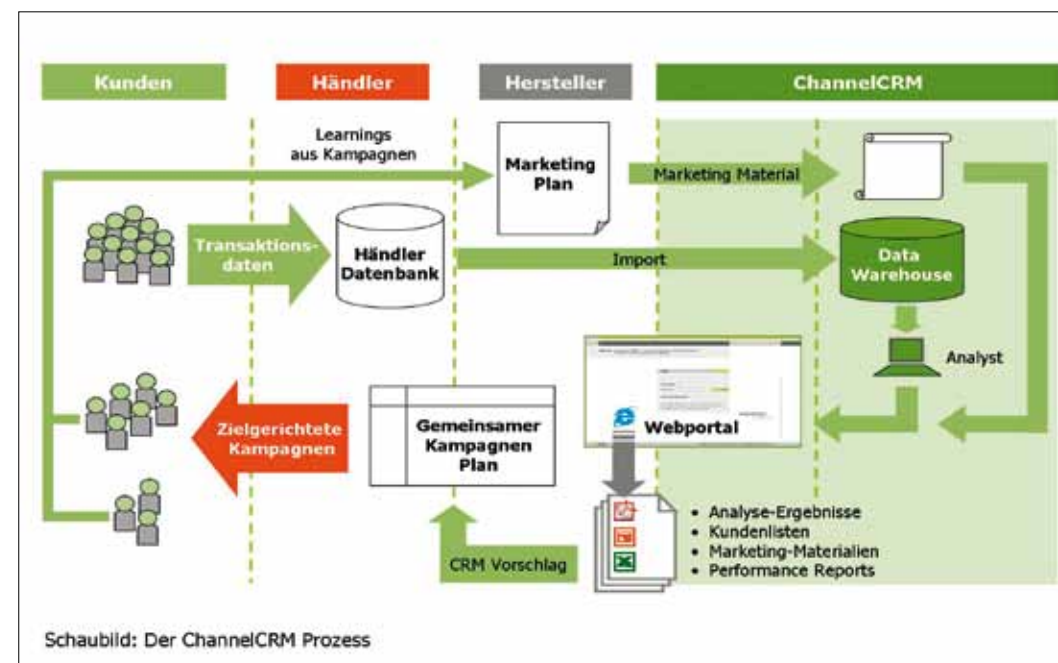 Kunden
Händler
Hersteller
ChannelCRM
Learnings
aus Kampagnen
Marketing
Plan
Marketing Material
Transaktions-
daten
Händler
Datenbank
Import
Data
Warehouse
Analyst
Webportal
Zielgerichtete
Kampagnen
Gemeinsamer
Kampagnen
Plan
CRM Vorschlag
• Analyse-Ergebnisse
• Kundenlisten
• Marketing-Materialien
• Performance Reports
Schaubild: Der ChannelCRM Prozess